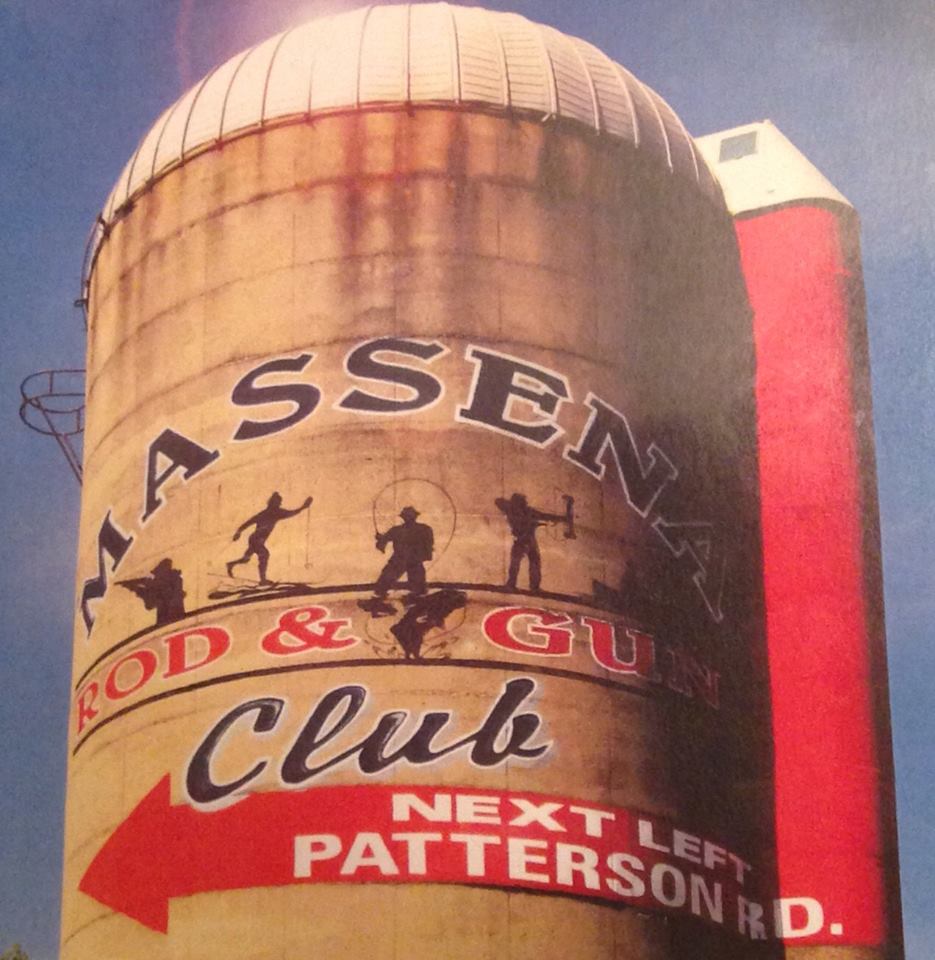 MASSENA
ROD & GUN
Club
NEXT LEFT
PATTERSON RD.